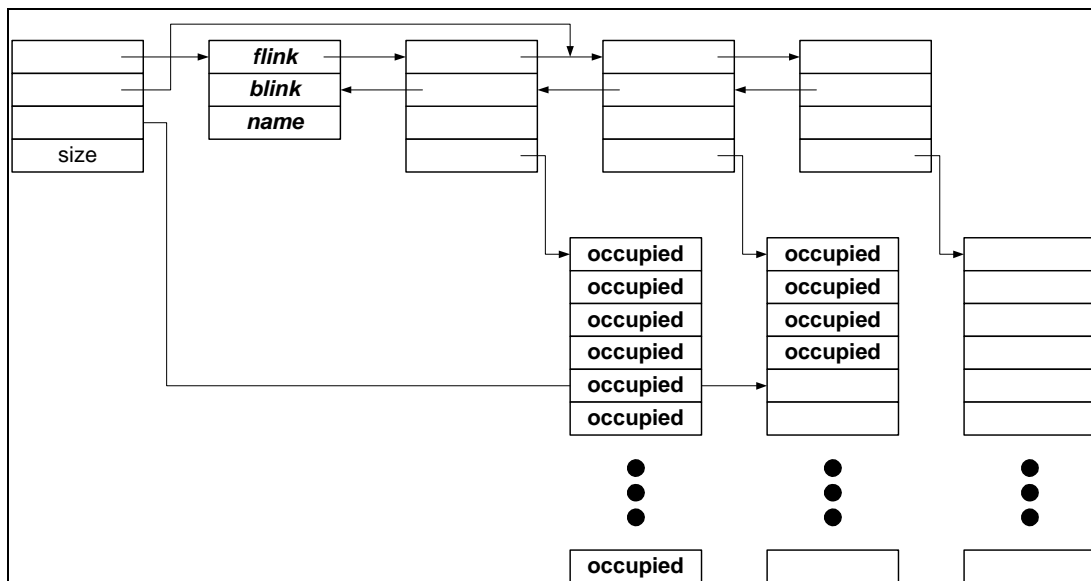 flink
blink
name
size
occupied occupied
occupied occupied
occupied occupied
occupied occupied
occupied
occupied
occupied